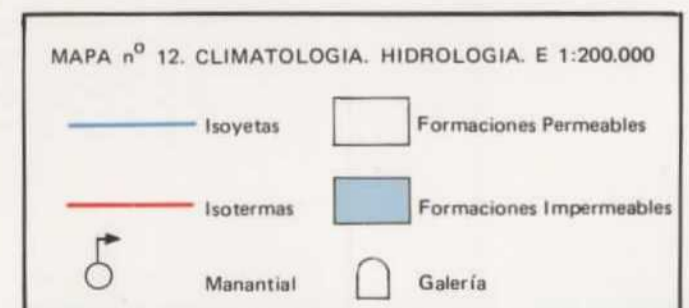 MAPA nº 12. CLIMATOLOGIA. HIDROLOGIA. E 1:200.000
Isoyetas
Formaciones Permeables
Isotermas
Formaciones Impermeables
Manantial
Galería